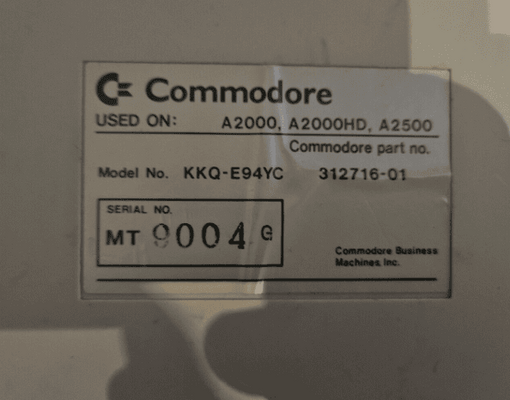 Commodore
USED ON: A2000, A2000HD, A2500
Commodore part no.
Model No. KKQ-E94YC 312716-01
SERIAL NO.
MT 9004 G
Commodore Business
Machines, Inc.